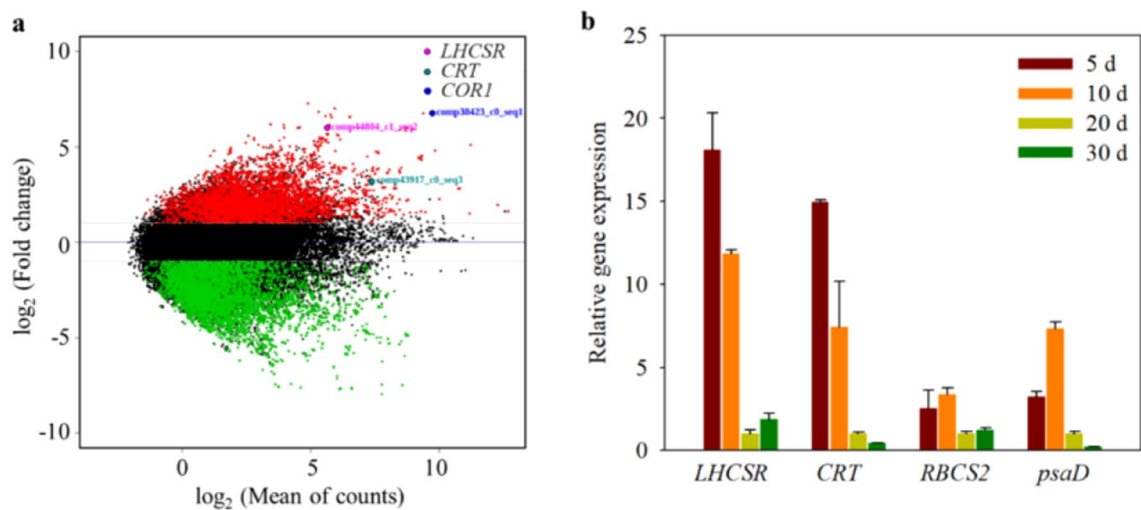 a
10
5
0
-5
-10
log2 (Fold change)
LHCSR
CRT
COR1
comp38423_c0_seq1
comp44804_c1_seq2
comp43917_c0_seq3
0
5
10
log2 (Mean of counts)
b
25
20
15
10
5
0
Relative gene expression
5 d
10 d
20 d
30 d
LHCSR
CRT
RBCS2
psaD